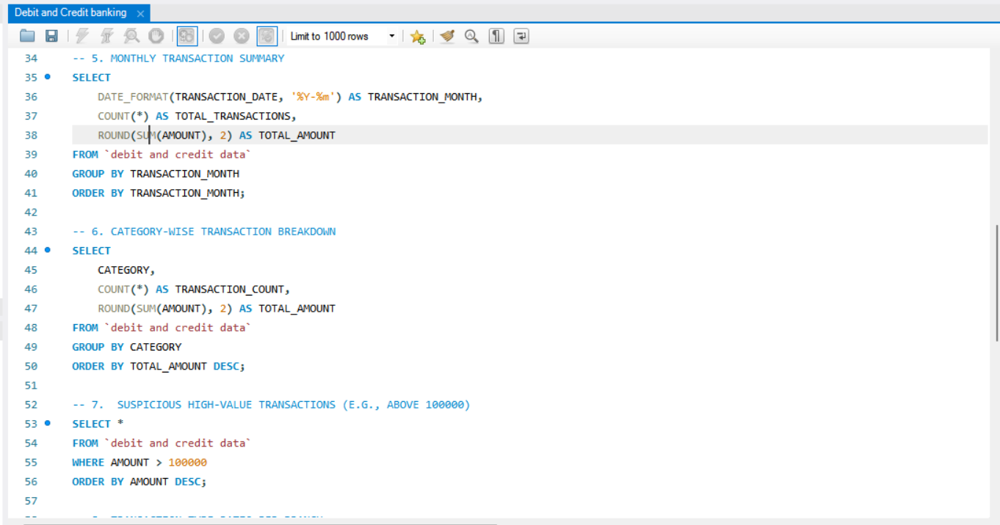 Debit and Credit banking
Limit to 1000 rows
34 -- 5. MONTHLY TRANSACTION SUMMARY
35 SELECT
36 DATE_FORMAT(TRANSACTION_DATE, '%Y-%m') AS TRANSACTION_MONTH,
37 COUNT(*) AS TOTAL_TRANSACTIONS,
38 ROUND(SUM(AMOUNT), 2) AS TOTAL_AMOUNT
39 FROM `debit and credit data`
40 GROUP BY TRANSACTION_MONTH
41 ORDER BY TRANSACTION_MONTH;
42
43 -- 6. CATEGORY-WISE TRANSACTION BREAKDOWN
44 SELECT
45 CATEGORY,
46 COUNT(*) AS TRANSACTION_COUNT,
47 ROUND(SUM(AMOUNT), 2) AS TOTAL_AMOUNT
48 FROM `debit and credit data`
49 GROUP BY CATEGORY
50 ORDER BY TOTAL_AMOUNT DESC;
51
52 -- 7.  SUSPICIOUS HIGH-VALUE TRANSACTIONS (E.G., ABOVE 100000)
53 SELECT *
54 FROM `debit and credit data`
55 WHERE AMOUNT > 100000
56 ORDER BY AMOUNT DESC;
57